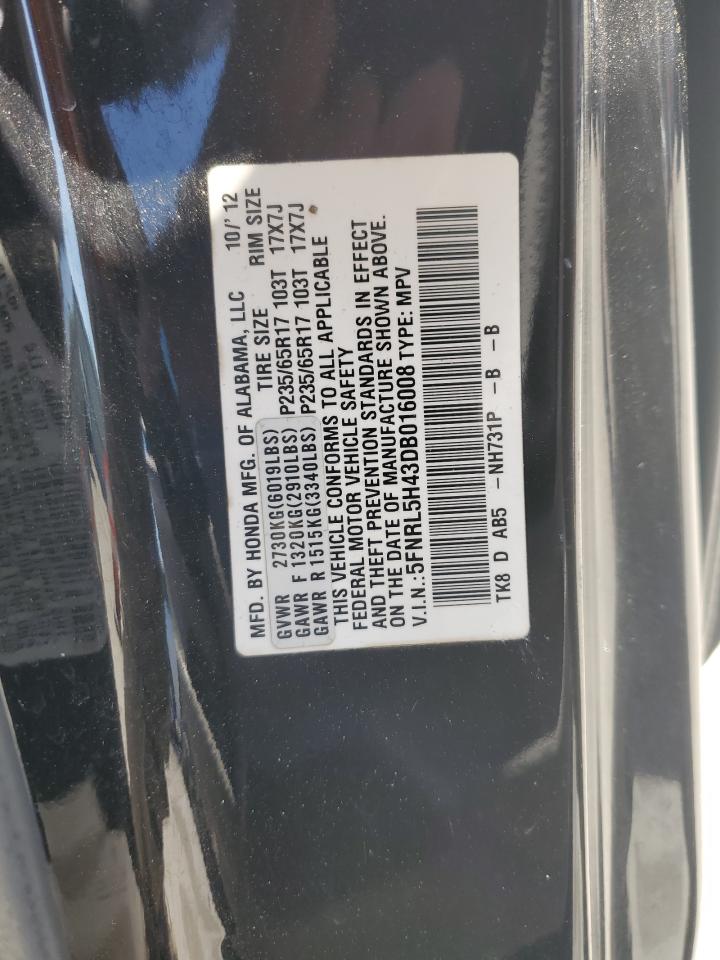 MFD. BY HONDA MFG. OF ALABAMA, LLC 10/'12
TIRE SIZE RIM SIZE
GVWR 2730KG(6019LBS)
GAWR F 1320KG(2910LBS) P235/65R17 103T 17X7J
GAWR R 1515KG(3340LBS) P235/65R17 103T 17X7J
THIS VEHICLE CONFORMS TO ALL APPLICABLE
FEDERAL MOTOR VEHICLE SAFETY
AND THEFT PREVENTION STANDARDS IN EFFECT
ON THE DATE OF MANUFACTURE SHOWN ABOVE.
V.I.N.:5FNRL5H43DB016008 TYPE: MPV
TK8 D AB5 -NH731P -B -B